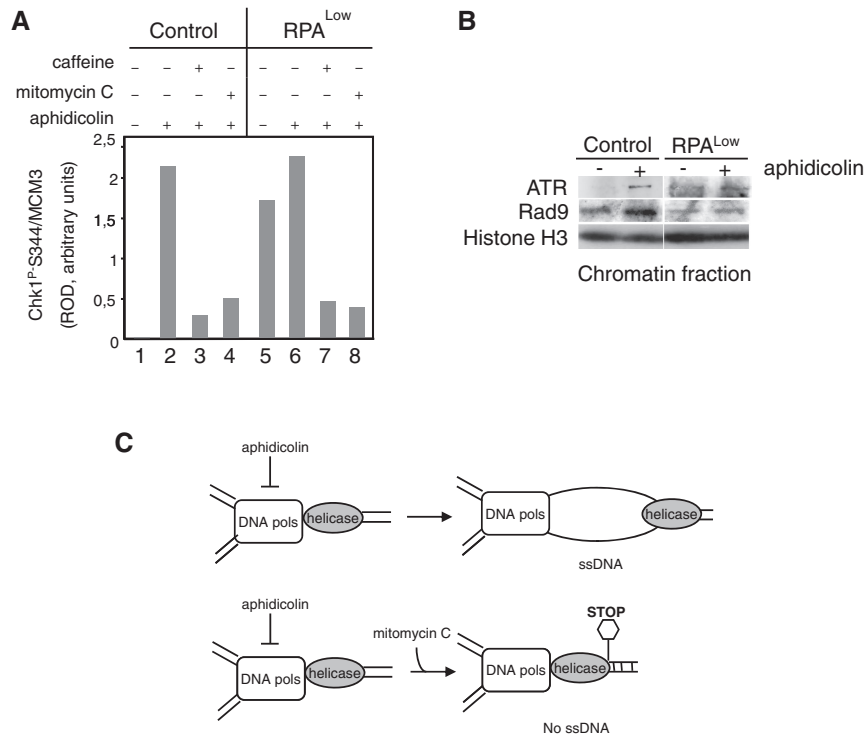 A
Control RPA^Low
caffeine – – + – – – + –
mitomycin C – – – + – – – +
aphidicolin – + + + – + + +
Chk1^P-S344/MCM3
(ROD, arbitrary units)
2,5
2
1,5
1
0,5
0
1 2 3 4 5 6 7 8
B
Control RPA^Low
- + - + aphidicolin
ATR
Rad9
Histone H3
Chromatin fraction
C
aphidicolin
DNA pols helicase
DNA pols helicase
ssDNA
aphidicolin
DNA pols helicase
mitomycin C
STOP
DNA pols helicase
No ssDNA